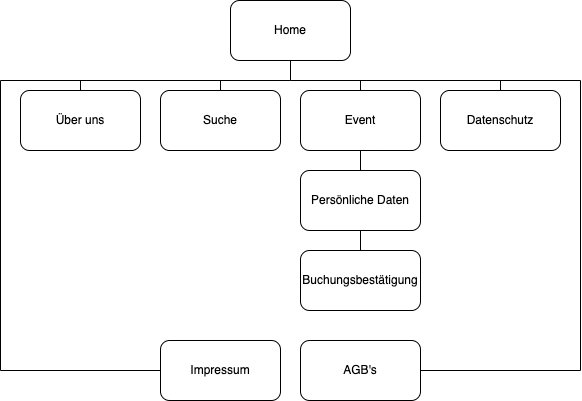 Home
Über uns
Suche
Event
Datenschutz
Persönliche Daten
Buchungsbestätigung
Impressum
AGB's